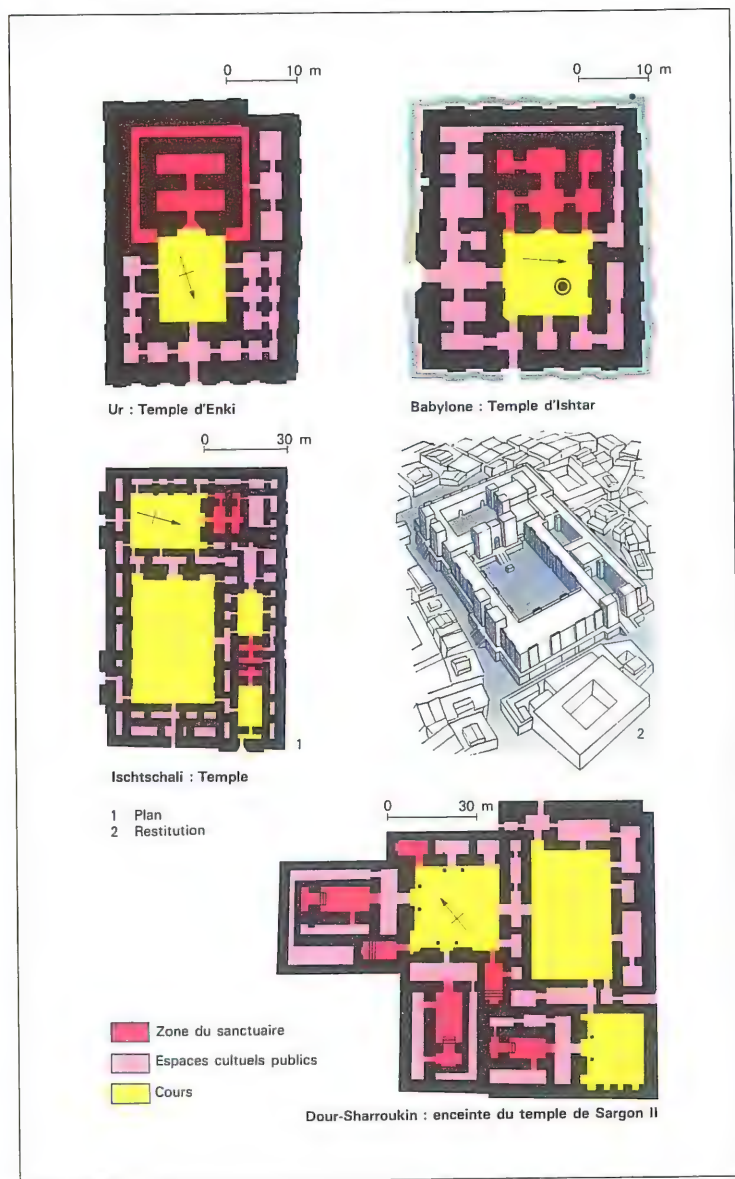 0 10 m
0 10 m
Ur : Temple d'Enki
Babylone : Temple d'Ishtar
0 30 m
1
2
Ischtschali : Temple
1 Plan
2 Restitution
0 30 m
Zone du sanctuaire
Espaces cultuels publics
Cours
Dour-Sharroukin : enceinte du temple de Sargon II